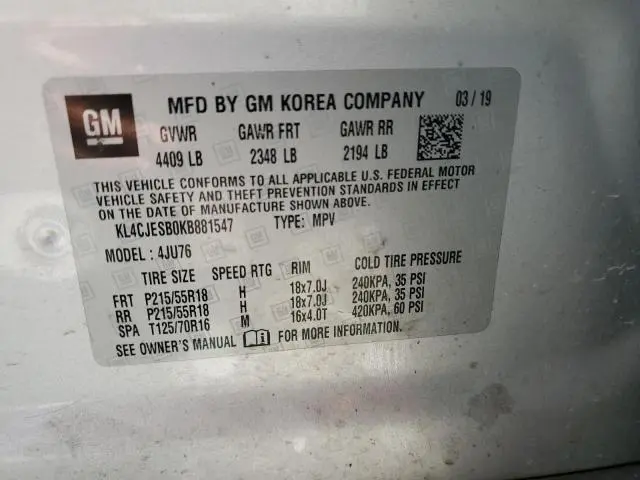 GM
MFD BY GM KOREA COMPANY 03 / 19
GVWR GAWR FRT GAWR RR
4409 LB 2348 LB 2194 LB
THIS VEHICLE CONFORMS TO ALL APPLICABLE U.S. FEDERAL MOTOR
VEHICLE SAFETY AND THEFT PREVENTION STANDARDS IN EFFECT
ON THE DATE OF MANUFACTURE SHOWN ABOVE.
KL4CJESB0KB881547 TYPE: MPV
MODEL : 4JU76
TIRE SIZE SPEED RTG RIM COLD TIRE PRESSURE
FRT P215/55R18 H 18x7.0J 240KPA, 35 PSI
RR P215/55R18 H 18x7.0J 240KPA, 35 PSI
SPA T125/70R16 M 16x4.0T 420KPA, 60 PSI
SEE OWNER'S MANUAL FOR MORE INFORMATION.